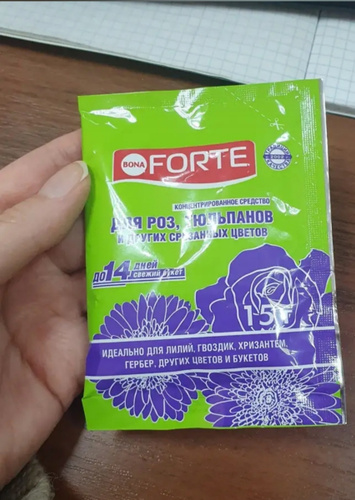 BONA FORTE
КОНЦЕНТРИРОВАННОЕ СРЕДСТВО
ДЛЯ РОЗ, ТЮЛЬПАНОВ
И ДРУГИХ СРЕЗАННЫХ ЦВЕТОВ
до 14 ДНЕЙ
свежий букет
15 г
ИДЕАЛЬНО ДЛЯ ЛИЛИЙ, ГВОЗДИК, ХРИЗАНТЕМ,
ГЕРБЕР, ДРУГИХ ЦВЕТОВ И БУКЕТОВ